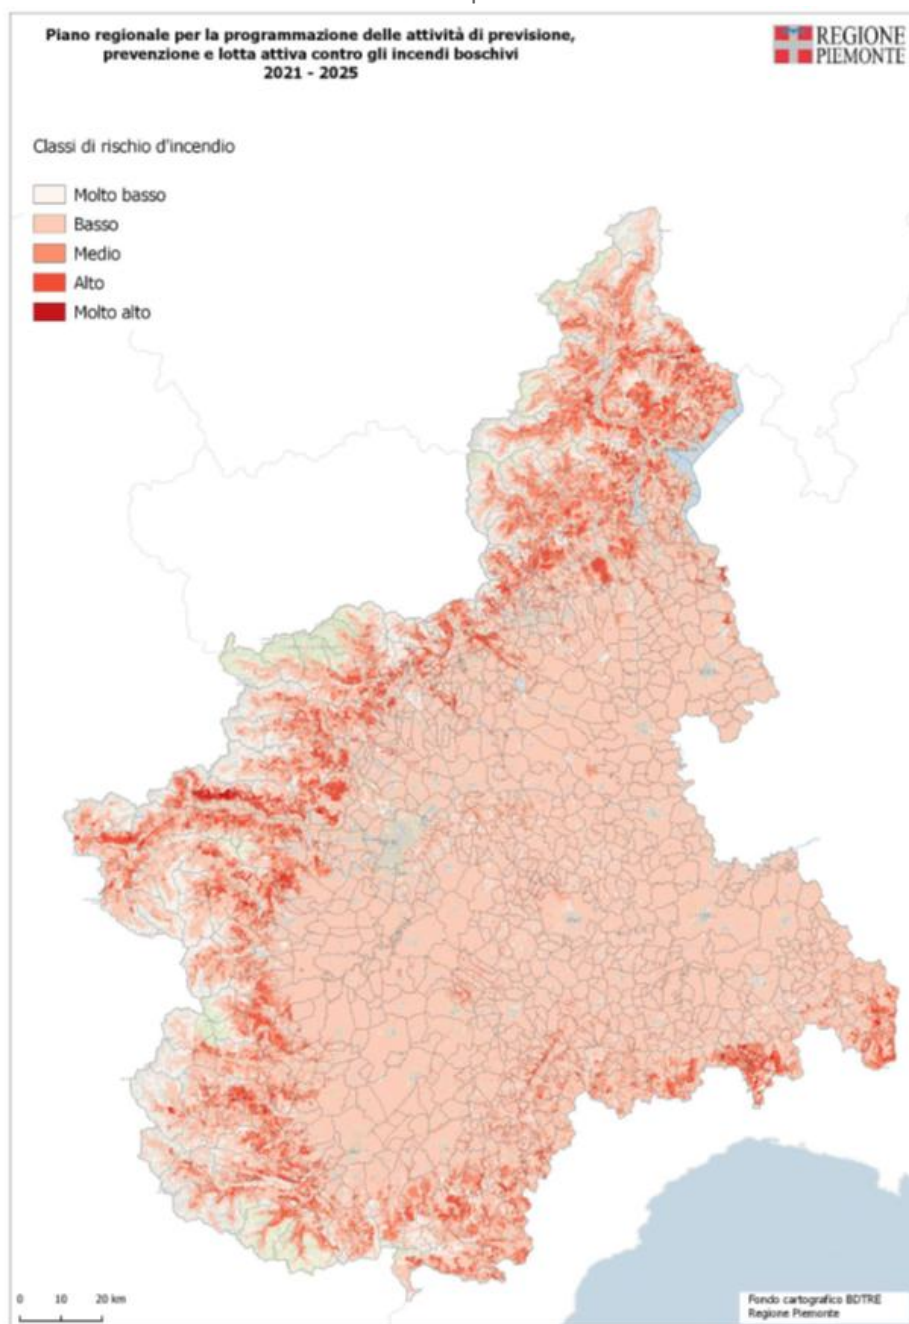 Piano regionale per la programmazione delle attività di previsione,
prevenzione e lotta attiva contro gli incendi boschivi
2021 - 2025
REGIONE
PIEMONTE
Classi di rischio d'incendio
Molto basso
Basso
Medio
Alto
Molto alto
0 10 20 km
Fondo cartografico BDTRE
Regione Piemonte